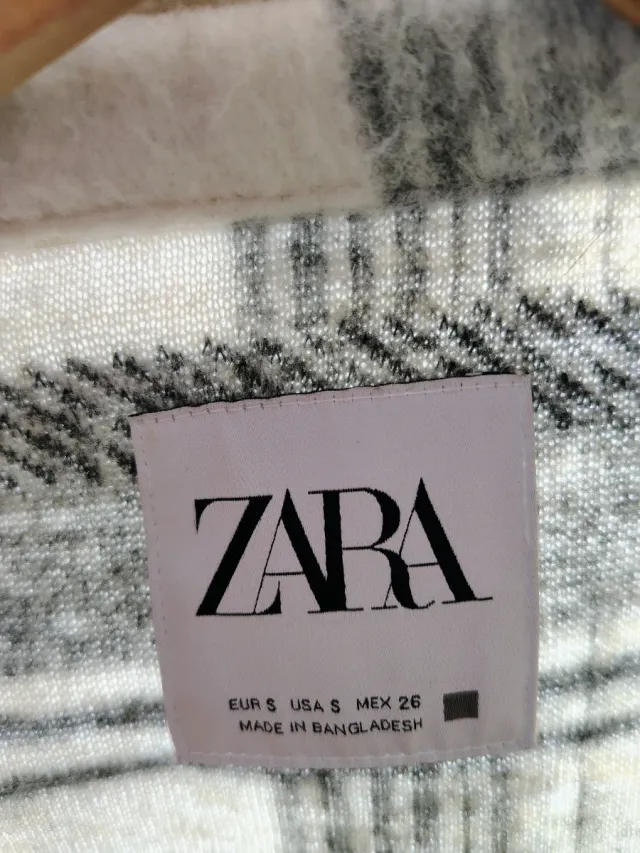 ZARA
EUR S USA S MEX 26
MADE IN BANGLADESH